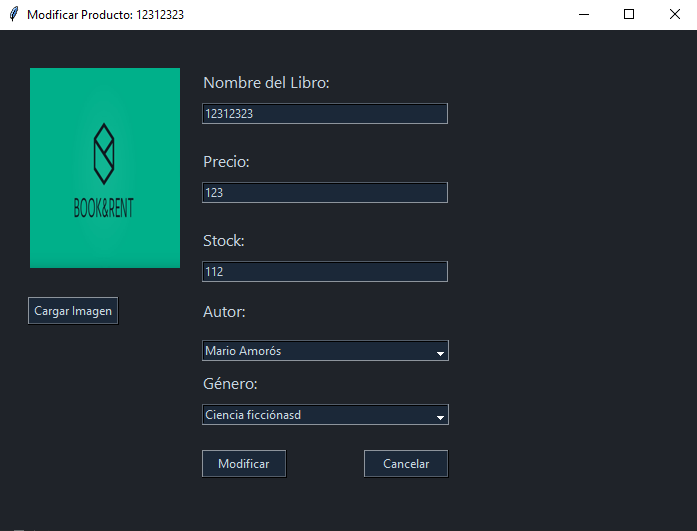 Modificar Producto: 12312323
BOOK&RENT
Cargar Imagen
Nombre del Libro:
12312323
Precio:
123
Stock:
112
Autor:
Mario Amorós
Género:
Ciencia ficciónasd
Modificar
Cancelar